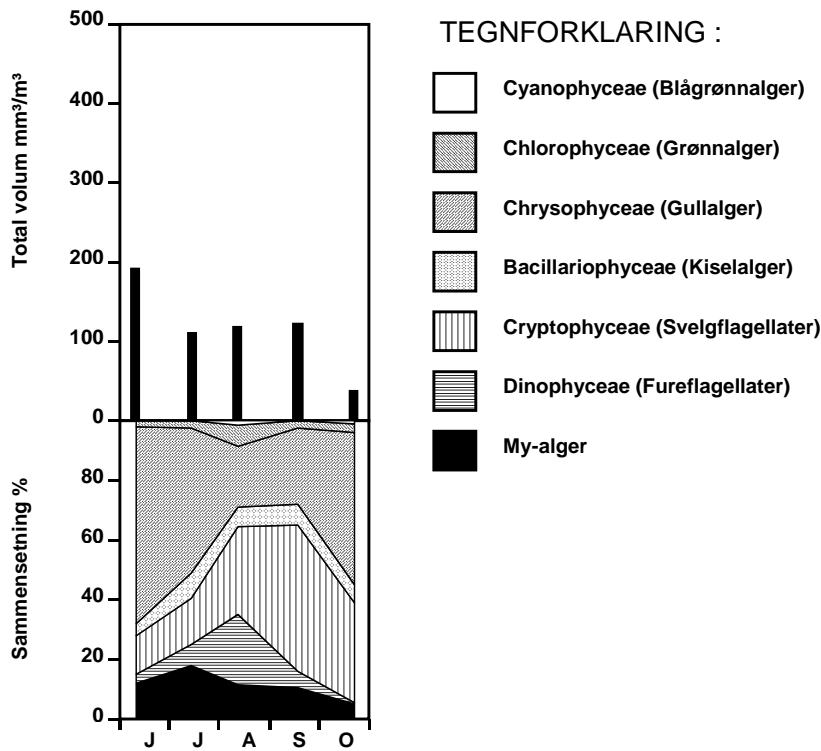 TEGNFORKLARING :
Cyanophyceae (Blågrønnalger)
Chlorophyceae (Grønnalger)
Chrysophyceae (Gullalger)
Bacillariophyceae (Kiselalger)
Cryptophyceae (Svelgflagellater)
Dinophyceae (Fureflagellater)
My-alger
Total volum mm³/m³
500
400
300
200
100
0
Sammensetning %
80
60
40
20
0
J J A S O